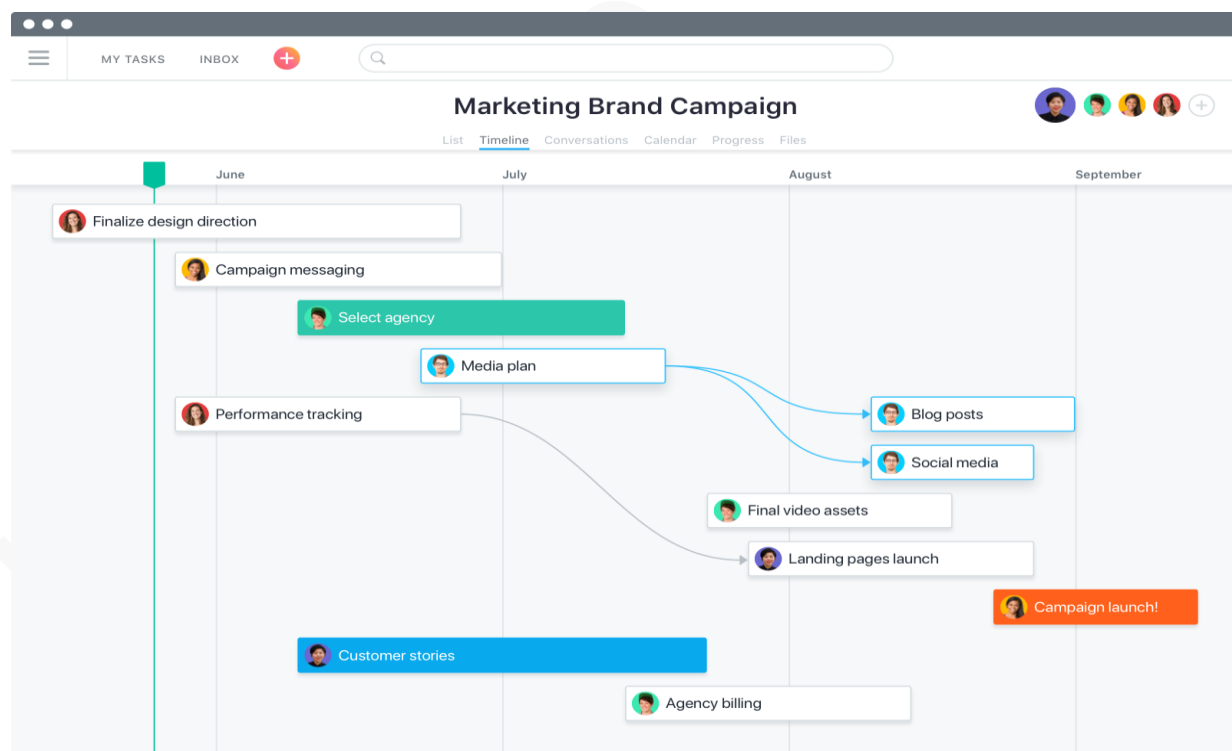 MY TASKS INBOX
Marketing Brand Campaign
List Timeline Conversations Calendar Progress Files
June July August September
Finalize design direction
Campaign messaging
Select agency
Media plan
Performance tracking
Blog posts
Social media
Final video assets
Landing pages launch
Campaign launch!
Customer stories
Agency billing